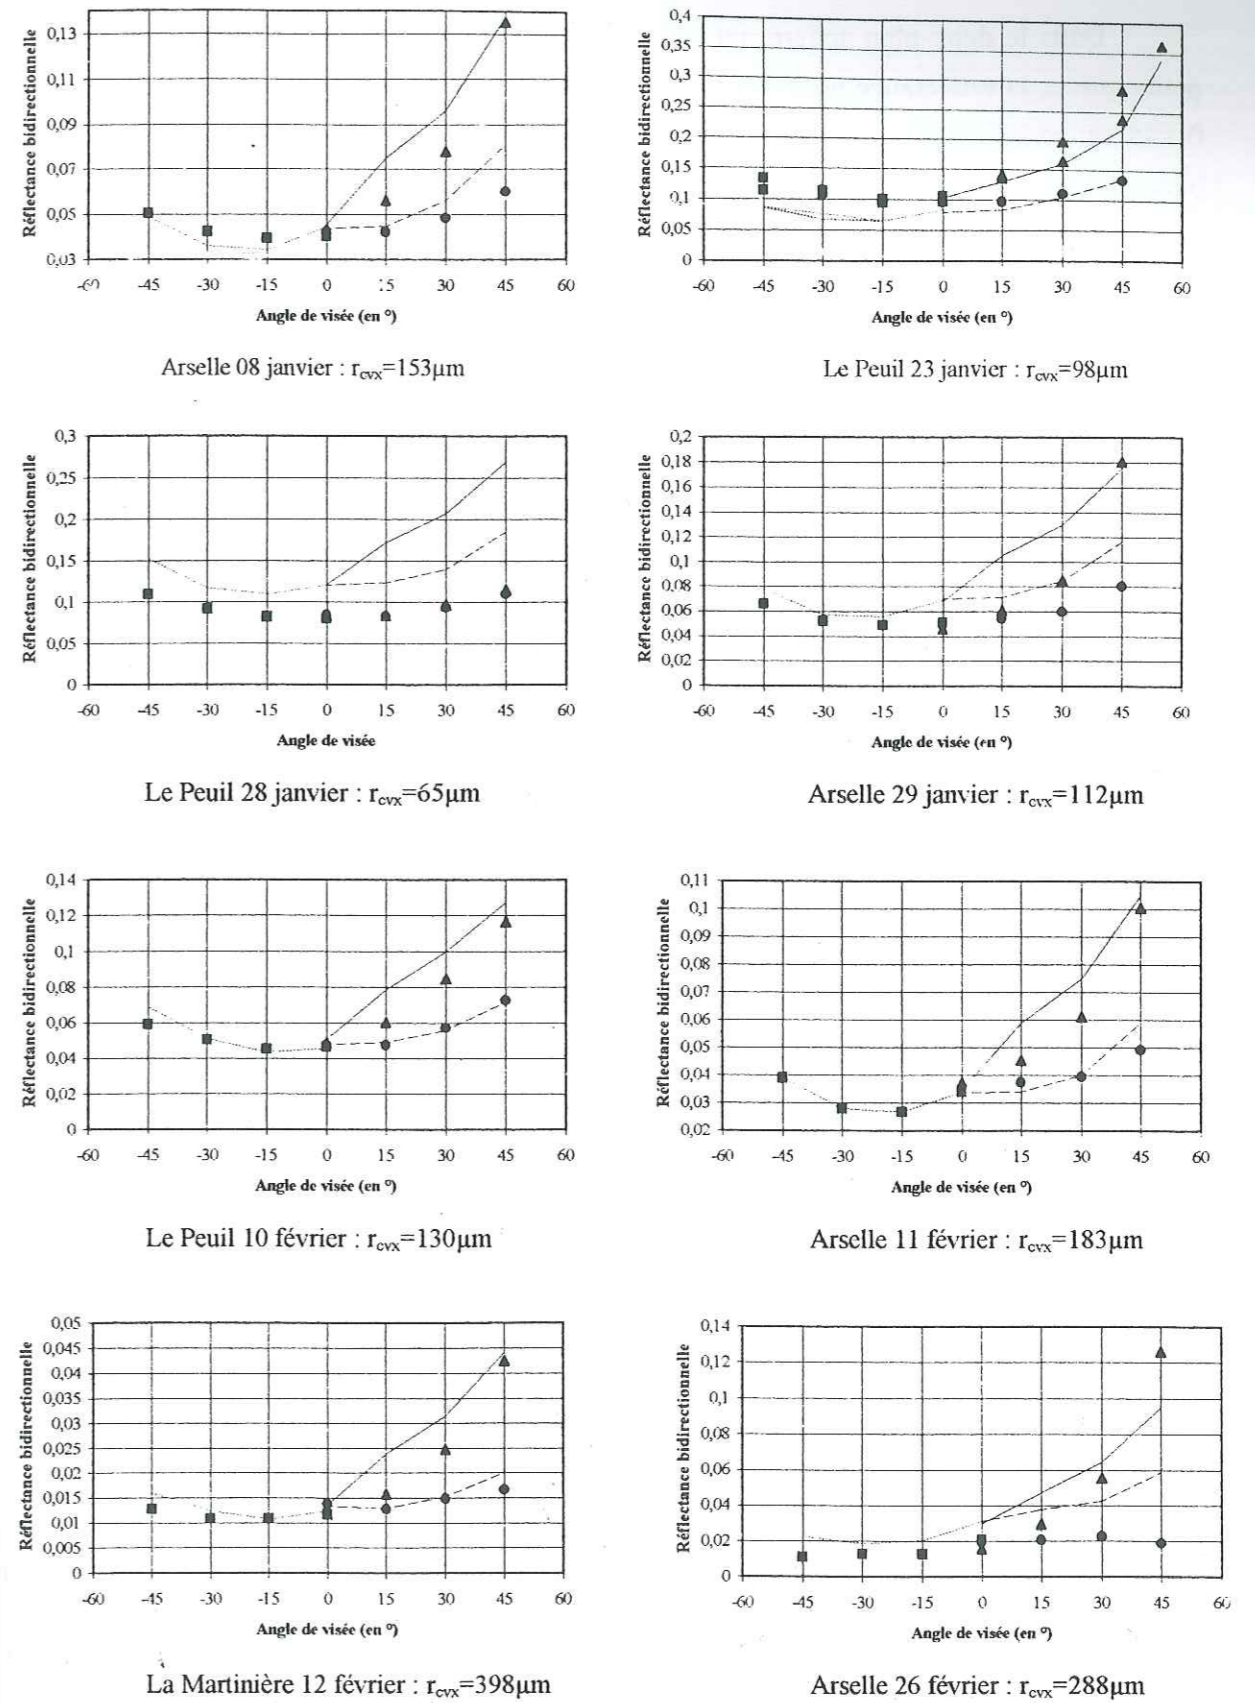 Réflectance bidirectionnelle
0,13
0,11
0,09
0,07
0,05
0,03
-60 -45 -30 -15 0 15 30 45 60
Angle de visée (en °)
Arselle 08 janvier : rcvx=153µm
Réflectance bidirectionnelle
0,4
0,35
0,3
0,25
0,2
0,15
0,1
0,05
0
-60 -45 -30 -15 0 15 30 45 60
Angle de visée (en °)
Le Peuil 23 janvier : rcvx=98µm
Réflectance bidirectionnelle
0,3
0,25
0,2
0,15
0,1
0,05
0
-60 -45 -30 -15 0 15 30 45 60
Angle de visée
Le Peuil 28 janvier : rcvx=65µm
Réflectance bidirectionnelle
0,2
0,18
0,16
0,14
0,12
0,1
0,08
0,06
0,04
0,02
0
-60 -45 -30 -15 0 15 30 45 60
Angle de visée (en °)
Arselle 29 janvier : rcvx=112µm
Réflectance bidirectionnelle
0,14
0,12
0,1
0,08
0,06
0,04
0,02
0
-60 -45 -30 -15 0 15 30 45 60
Angle de visée (en °)
Le Peuil 10 février : rcvx=130µm
Réflectance bidirectionnelle
0,11
0,1
0,09
0,08
0,07
0,06
0,05
0,04
0,03
0,02
-60 -45 -30 -15 0 15 30 45 60
Angle de visée (en °)
Arselle 11 février : rcvx=183µm
Réflectance bidirectionnelle
0,05
0,045
0,04
0,035
0,03
0,025
0,02
0,015
0,01
0,005
0
-60 -45 -30 -15 0 15 30 45 60
Angle de visée (en °)
La Martinière 12 février : rcvx=398µm
Réflectance bidirectionnelle
0,14
0,12
0,1
0,08
0,06
0,04
0,02
0
-60 -45 -30 -15 0 15 30 45 60
Angle de visée (en °)
Arselle 26 février : rcvx=288µm